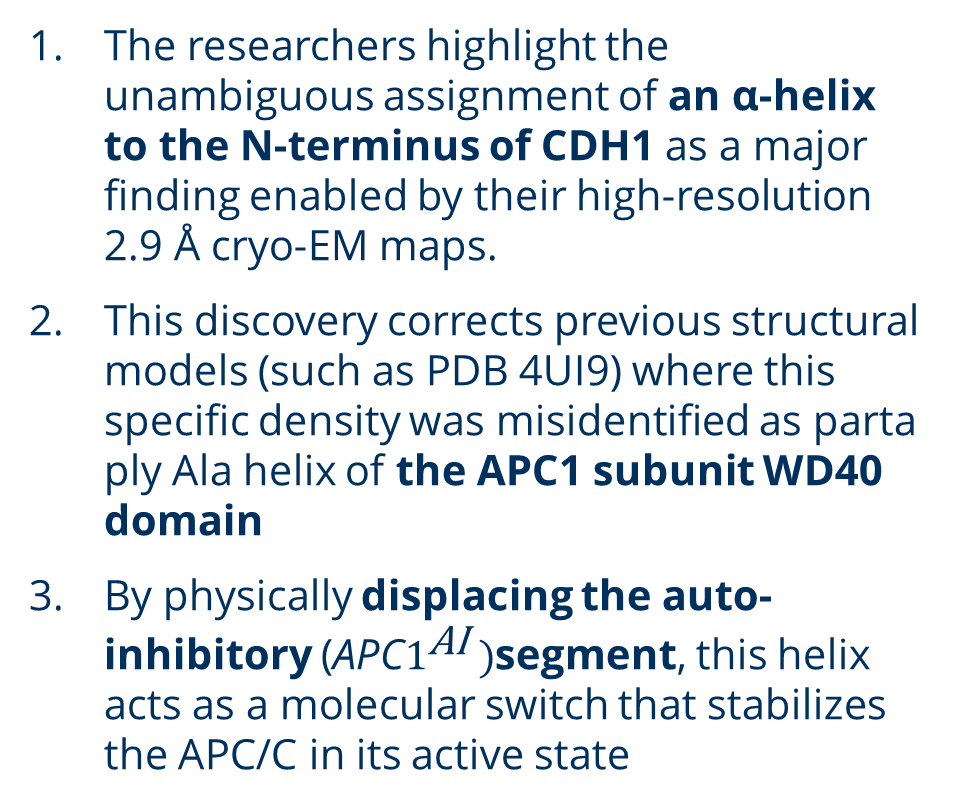 1. The researchers highlight the
unambiguous assignment of an α-helix
to the N-terminus of CDH1 as a major
finding enabled by their high-resolution
2.9 Å cryo-EM maps.
2. This discovery corrects previous structural
models (such as PDB 4UI9) where this
specific density was misidentified as parta
ply Ala helix of the APC1 subunit WD40
domain
3. By physically displacing the auto-
inhibitory (APC1^AI)segment, this helix
acts as a molecular switch that stabilizes
the APC/C in its active state